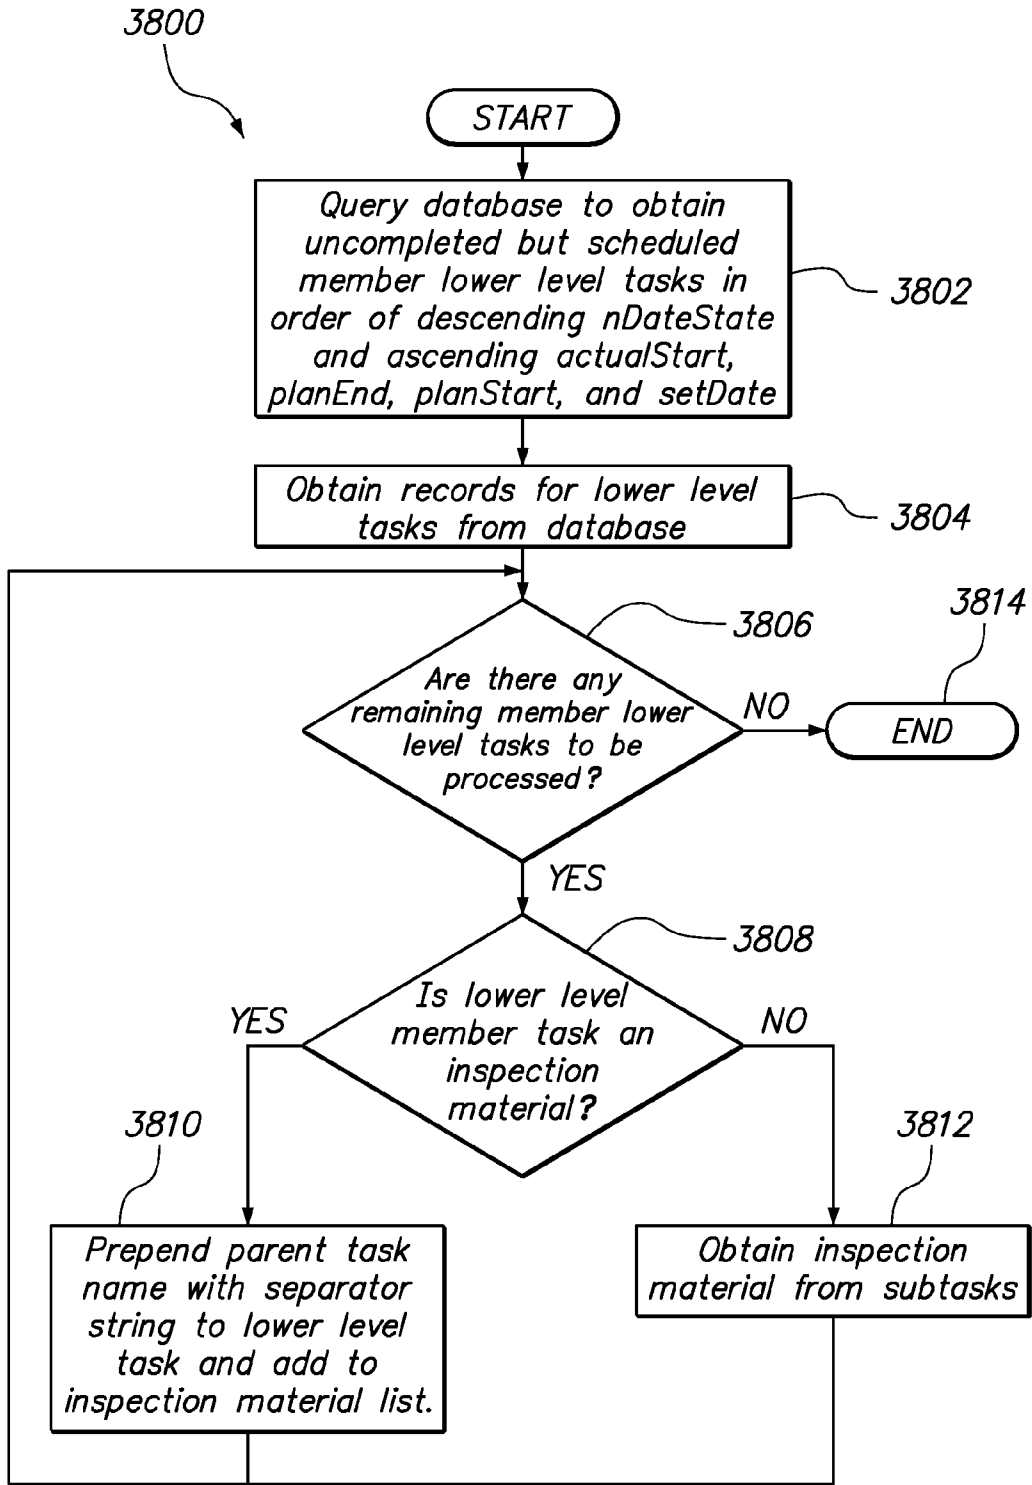 3800
START
Query database to obtain
uncompleted but scheduled
member lower level tasks in
order of descending nDateState
and ascending actualStart,
planEnd, planStart, and setDate
3802
Obtain records for lower level
tasks from database
3804
3806
3814
Are there any
remaining member lower
level tasks to be
processed?
NO
END
YES
3808
Is lower level
member task an
inspection
material?
YES
NO
3810
3812
Prepend parent task
name with separator
string to lower level
task and add to
inspection material list.
Obtain inspection
material from subtasks